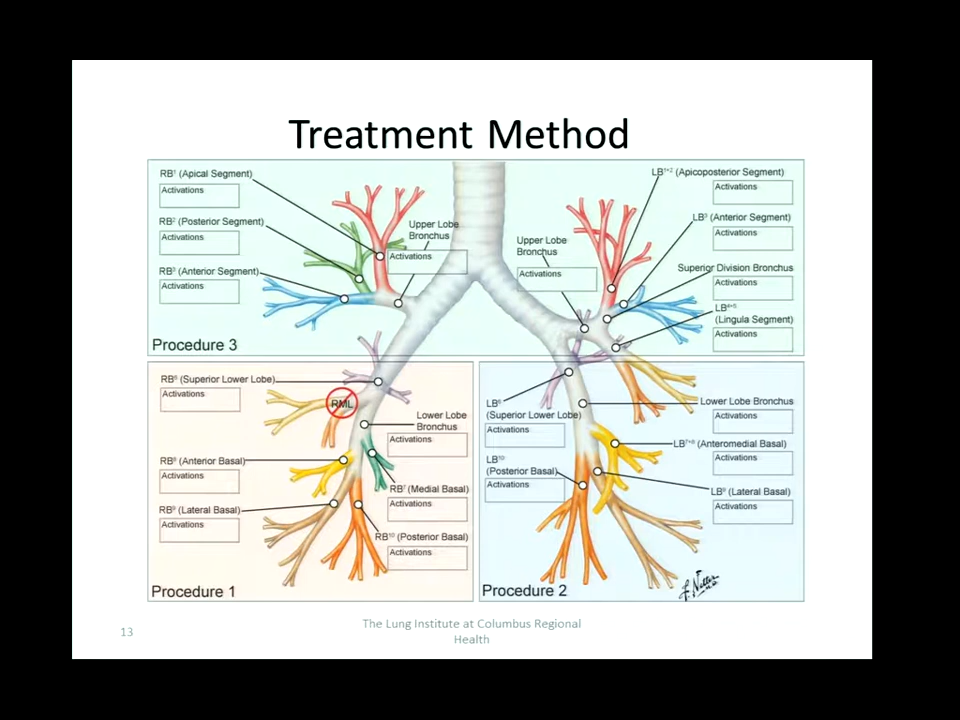 Treatment Method
RB¹ (Apical Segment)
Activations
RB² (Posterior Segment)
Activations
RB³ (Anterior Segment)
Activations
Upper Lobe
Bronchus
Activations
Procedure 3
Upper Lobe
Bronchus
Activations
LB¹⁺² (Apicoposterior Segment)
Activations
LB³ (Anterior Segment)
Activations
Superior Division Bronchus
Activations
LB⁴⁺⁵
(Lingula Segment)
Activations
RB⁶ (Superior Lower Lobe)
Activations
RML
Lower Lobe
Bronchus
Activations
RB⁸ (Anterior Basal)
Activations
RB⁷ (Medial Basal)
Activations
RB⁹ (Lateral Basal)
Activations
RB¹⁰ (Posterior Basal)
Activations
Procedure 1
LB⁶
(Superior Lower Lobe)
Activations
Lower Lobe Bronchus
Activations
LB⁷⁺⁸ (Anteromedial Basal)
Activations
LB¹⁰
(Posterior Basal)
Activations
LB⁹ (Lateral Basal)
Activations
Procedure 2
F. Netter
M.D.
13
The Lung Institute at Columbus Regional
Health